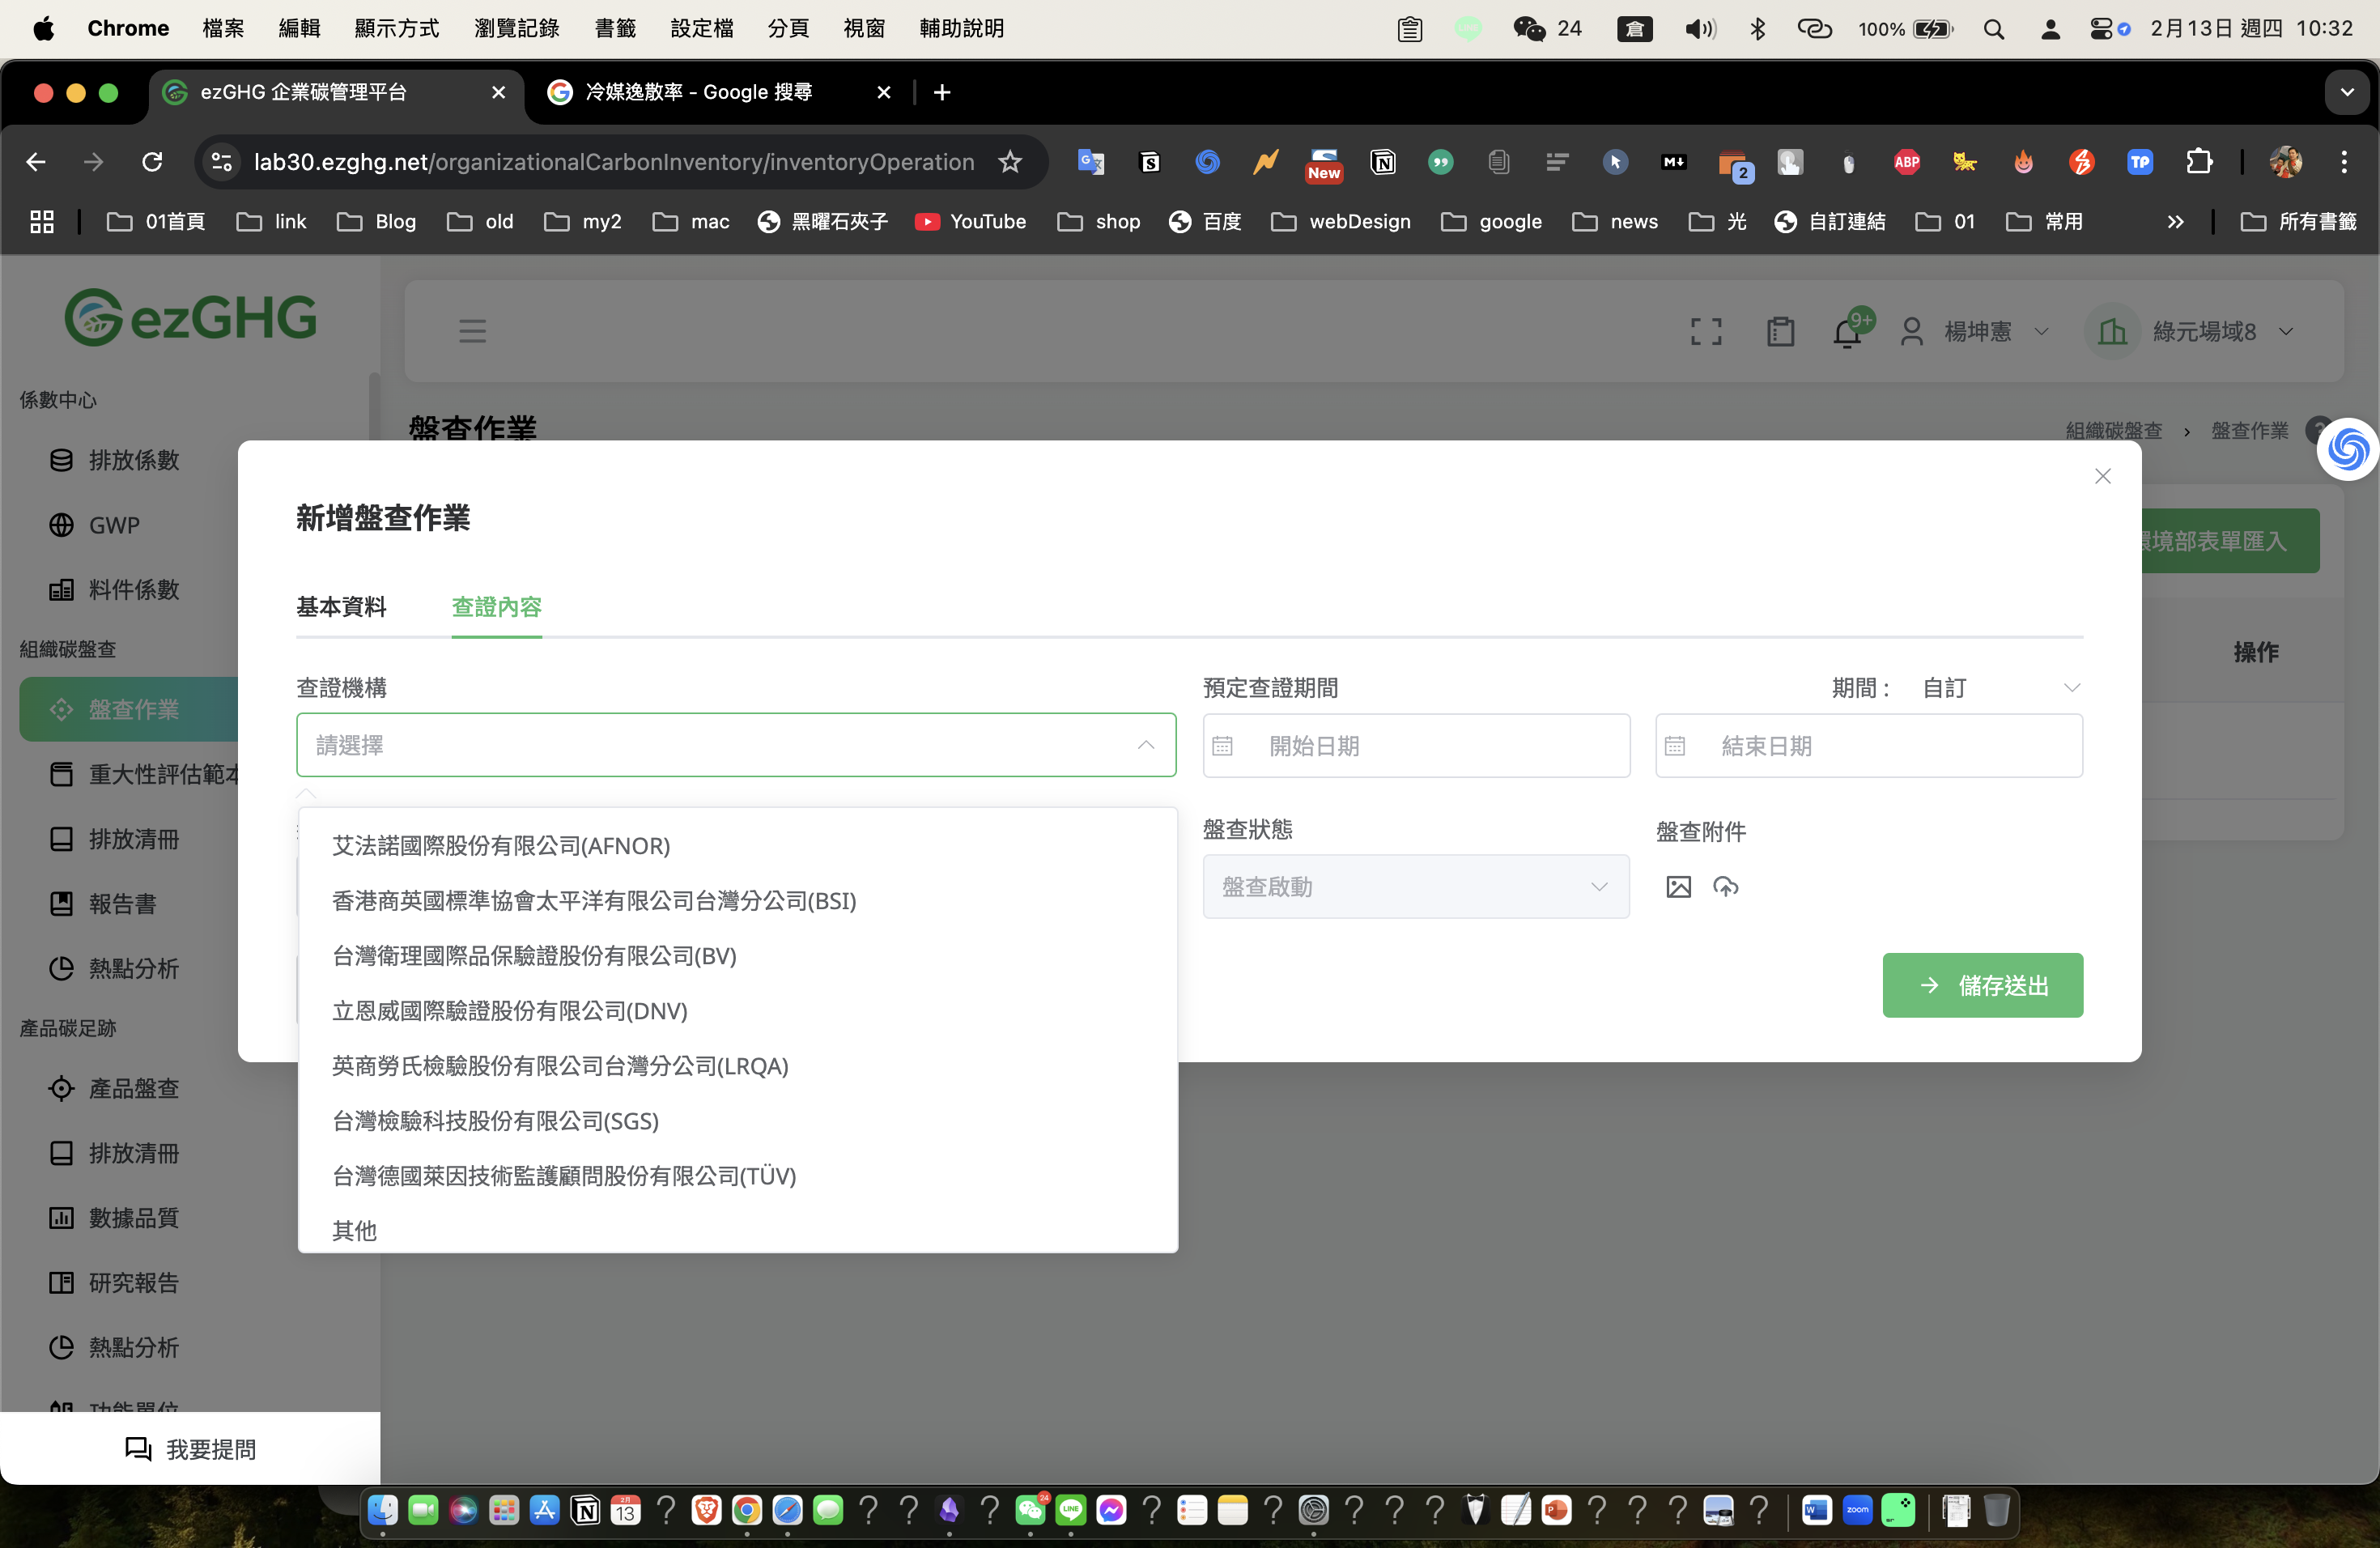 Chrome 檔案 編輯 顯示方式 瀏覽記錄 書籤 設定檔 分頁 視窗 輔助說明 24 倉 100% 2月13日 週四 10:32
ezGHG 企業碳管理平台 冷媒逸散率 - Google 搜尋
lab30.ezghg.net/organizationalCarbonInventory/inventoryOperation New 2 ABP TP
01首頁 link Blog old my2 mac 黑曜石夾子 YouTube shop 百度 webDesign google news 光 自訂連結 01 常用 所有書籤
ezGHG
9+ 楊坤憲 綠元場域8
係數中心
排放係數
GWP
料件係數
組織碳盤查
盤查作業
重大性評估範本
排放清冊
報告書
熱點分析
產品碳足跡
產品盤查
排放清冊
數據品質
研究報告
熱點分析
功能單位
我要提問
盤查作業
組織碳盤查 › 盤查作業
環境部表單匯入
操作
新增盤查作業
基本資料 查證內容
查證機構 預定查證期間 期間： 自訂
請選擇 開始日期 結束日期
艾法諾國際股份有限公司(AFNOR)
香港商英國標準協會太平洋有限公司台灣分公司(BSI)
台灣衛理國際品保驗證股份有限公司(BV)
立恩威國際驗證股份有限公司(DNV)
英商勞氏檢驗股份有限公司台灣分公司(LRQA)
台灣檢驗科技股份有限公司(SGS)
台灣德國萊因技術監護顧問股份有限公司(TÜV)
其他
盤查狀態 盤查附件
盤查啟動
儲存送出
2月 13 24 LINE zoom